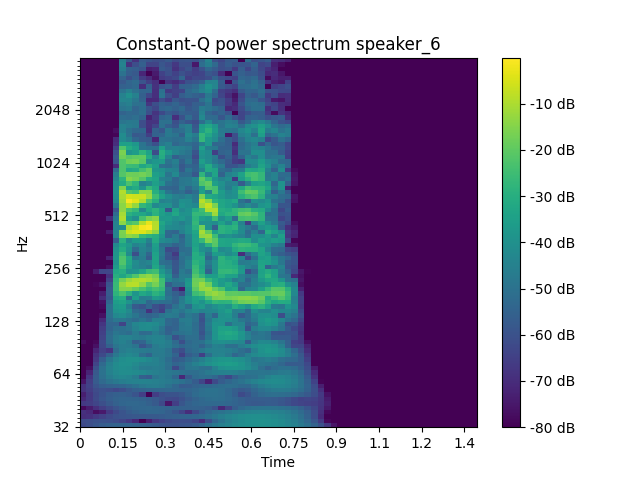 Constant-Q power spectrum speaker_6
Hz
2048
1024
512
256
128
64
32
0 0.15 0.3 0.45 0.6 0.75 0.9 1.1 1.2 1.4
Time
-10 dB
-20 dB
-30 dB
-40 dB
-50 dB
-60 dB
-70 dB
-80 dB